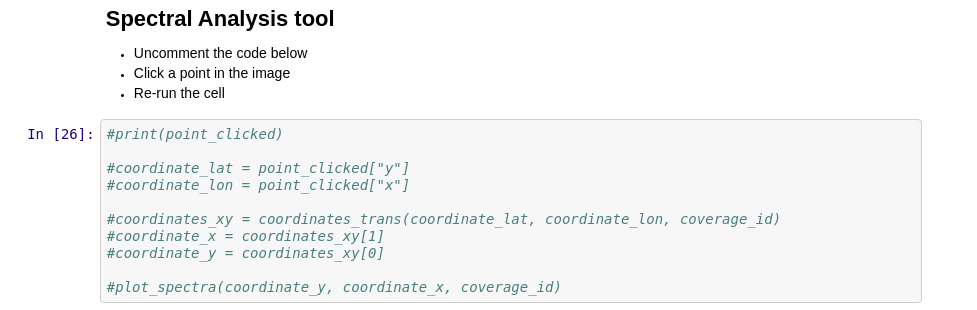 Spectral Analysis tool
• Uncomment the code below
• Click a point in the image
• Re-run the cell
In [26]: #print(point_clicked)
#coordinate_lat = point_clicked["y"]
#coordinate_lon = point_clicked["x"]
#coordinates_xy = coordinates_trans(coordinate_lat, coordinate_lon, coverage_id)
#coordinate_x = coordinates_xy[1]
#coordinate_y = coordinates_xy[0]
#plot_spectra(coordinate_y, coordinate_x, coverage_id)